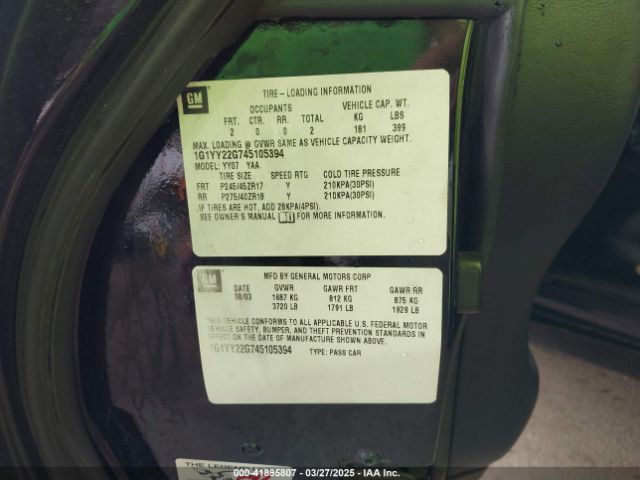 GM
TIRE - LOADING INFORMATION
OCCUPANTS VEHICLE CAP. WT.
FRT. CTR. RR. TOTAL KG LBS
2 0 0 2 181 399
MAX. LOADING @ GVWR SAME AS VEHICLE CAPACITY WEIGHT.
1G1YY22G745105394
MODEL: YY07 YAA
TIRE SIZE SPEED RTG COLD TIRE PRESSURE
FRT P245/45ZR17 Y 210KPA(30PSI)
RR P275/40ZR18 Y 210KPA(30PSI)
IF TIRES ARE HOT, ADD 28KPA(4PSI).
SEE OWNER'S MANUAL FOR MORE INFORMATION.
GM
MFD BY GENERAL MOTORS CORP
DATE GVWR GAWR FRT GAWR RR
08/03 1687 KG 812 KG 875 KG
3720 LB 1791 LB 1929 LB
THIS VEHICLE CONFORMS TO ALL APPLICABLE U.S. FEDERAL MOTOR
VEHICLE SAFETY, BUMPER, AND THEFT PREVENTION STANDARDS IN
EFFECT ON THE DATE OF MANUFACTURE SHOWN ABOVE.
1G1YY22G745105394 TYPE: PASS CAR
THE LEGEN
000-41895807 — 03/27/2025 — IAA Inc.